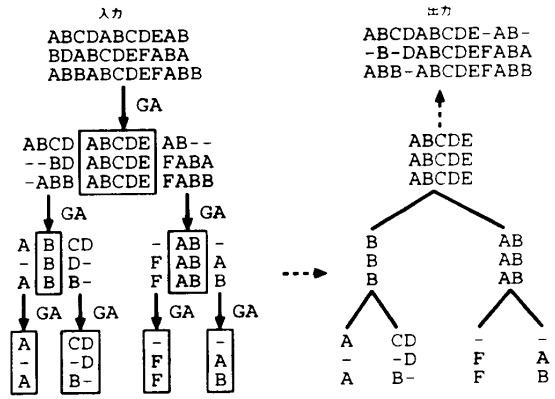 入力
ABCDABCDEAB
BDABCDEFABA
ABBABCDEFABB
GA
ABCD ABCDE AB--
--BD ABCDE FABA
-ABB ABCDE FABB
GA GA
A B CD - AB -
- B D- F AB A
A B B- F AB B
GA GA GA GA
A CD - -
- -D F A
A B- F B
出力
ABCDABCDE-AB-
-B-DABCDEFABA
ABB-ABCDEFABB
ABCDE
ABCDE
ABCDE
B AB
B AB
B AB
A CD - -
- -D F A
A B- F B